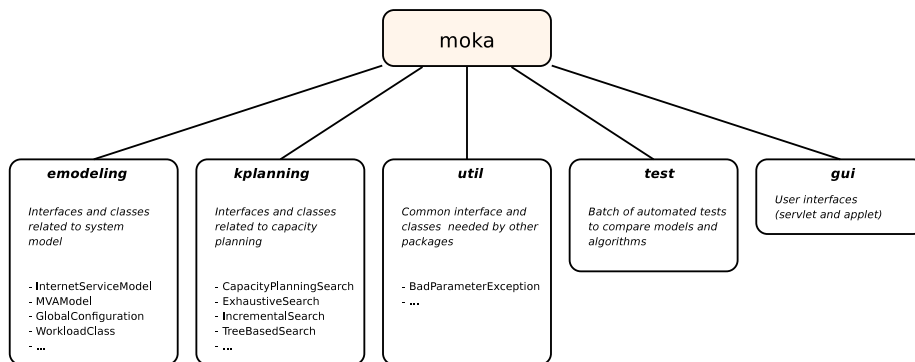 moka
emodeling
Interfaces and classes
related to system
model
- InternetServiceModel
- MVAModel
- GlobalConfiguration
- WorkloadClass
- ...
kplanning
Interfaces and classes
related to capacity
planning
- CapacityPlanningSearch
- ExhaustiveSearch
- IncrementalSearch
- TreeBasedSearch
- ...
util
Common interface and
classes needed by other
packages
- BadParameterException
- ...
test
Batch of automated tests
to compare models and
algorithms
gui
User interfaces
(servlet and applet)